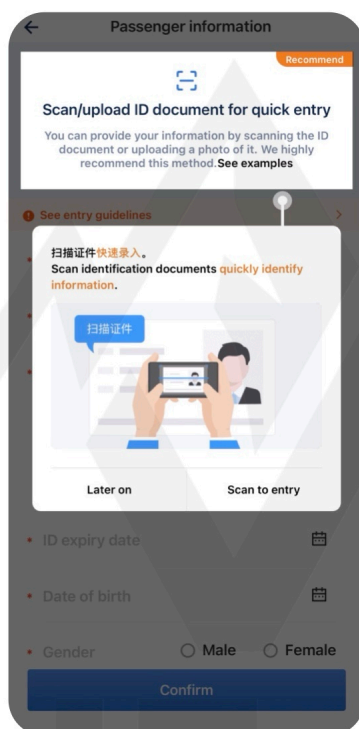 Passenger information
Recommend
Scan/upload ID document for quick entry
You can provide your information by scanning the ID
document or uploading a photo of it. We highly
recommend this method.See examples
See entry guidelines
扫描证件快速录入。
Scan identification documents quickly identify
information.
扫描证件
Later on
Scan to entry
ID expiry date
Date of birth
Gender Male Female
Confirm